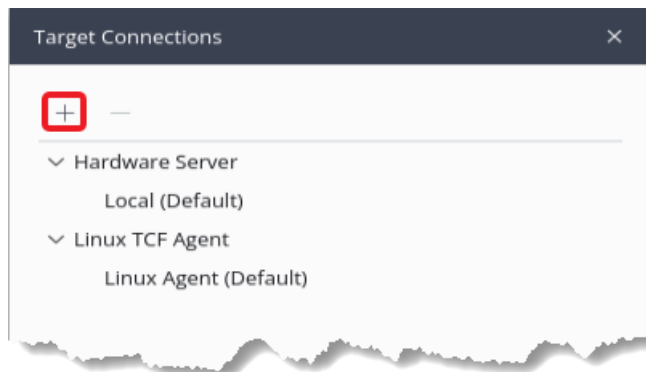 Target Connections
Hardware Server
Local (Default)
Linux TCF Agent
Linux Agent (Default)